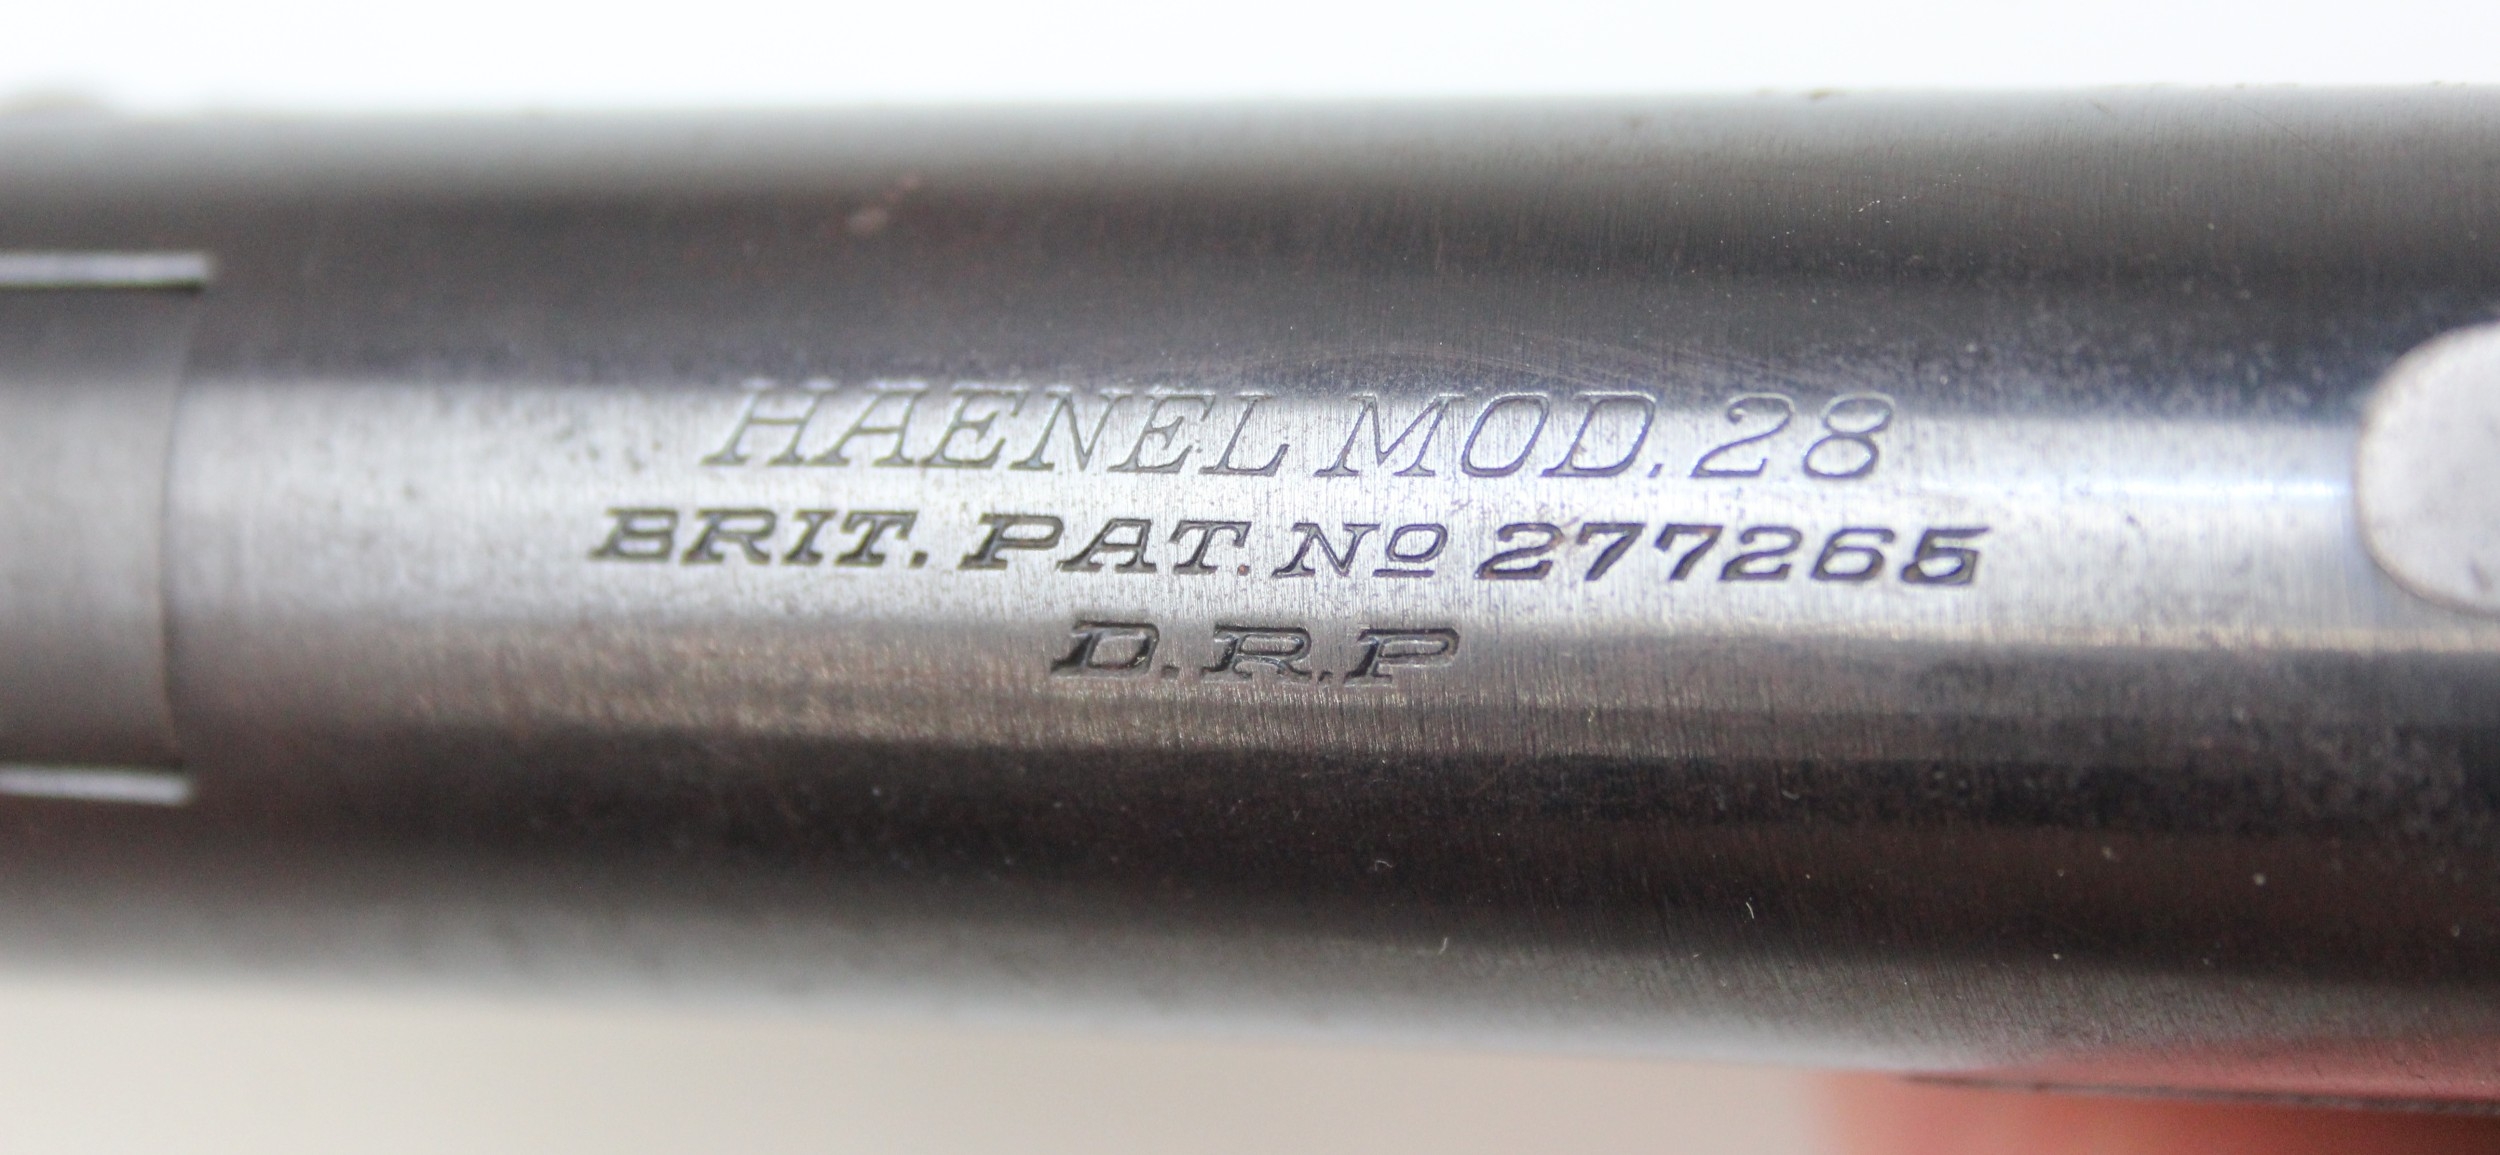 HAENEL MOD. 28
BRIT. PAT. Nº 277265
D.R.P